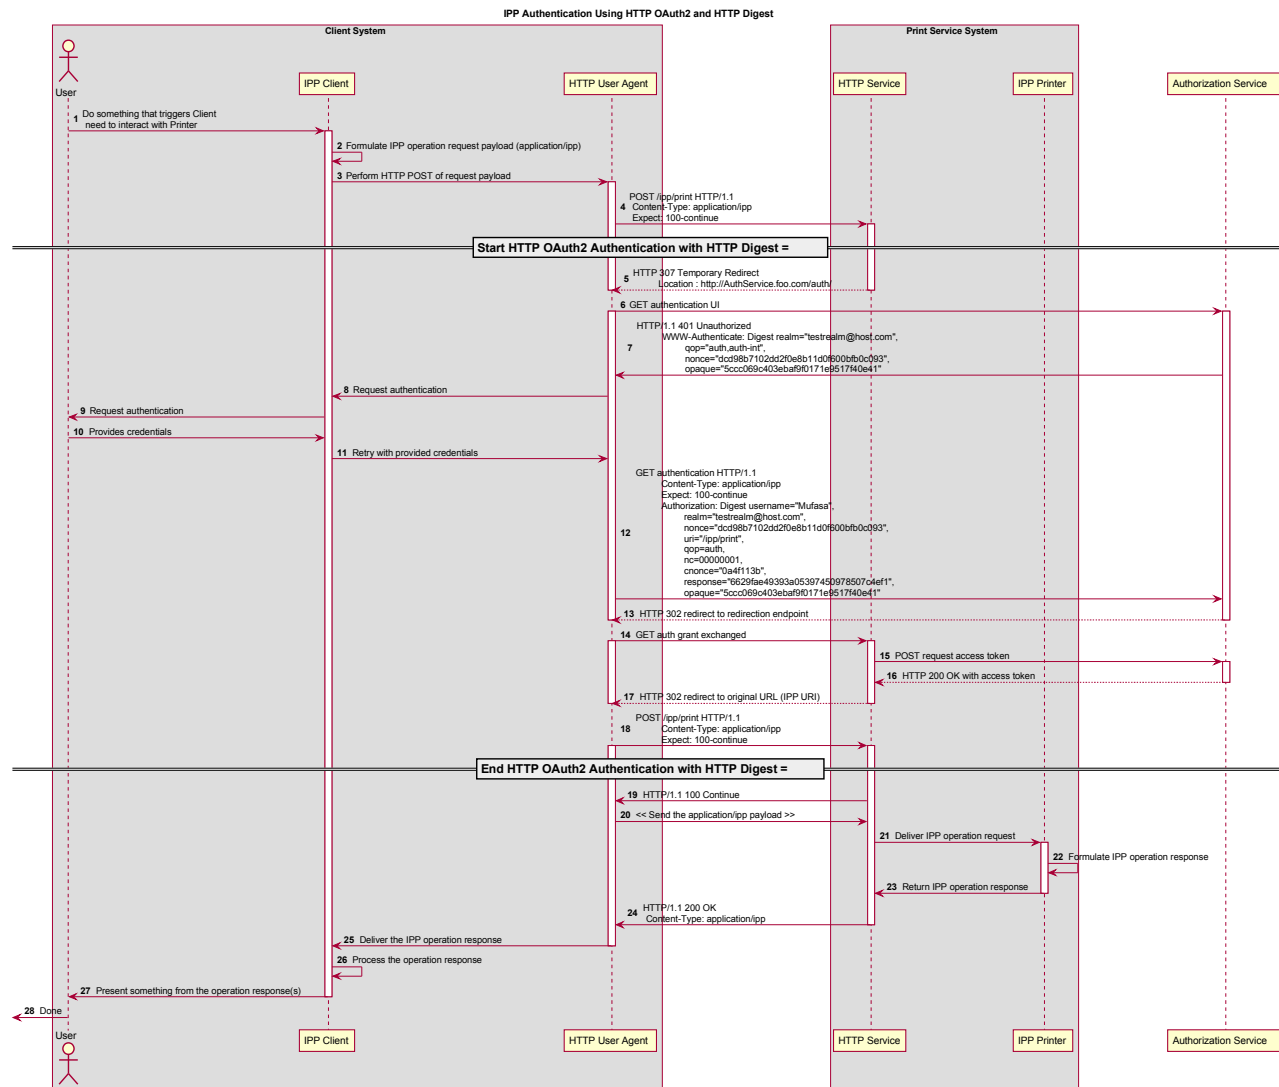 IPP Authentication Using HTTP OAuth2 and HTTP Digest
Client System
Print Service System
User
IPP Client
HTTP User Agent
HTTP Service
IPP Printer
Authorization Service
1 Do something that triggers Client
need to interact with Printer
2 Formulate IPP operation request payload (application/ipp)
3 Perform HTTP POST of request payload
POST /ipp/print HTTP/1.1
4 Content-Type: application/ipp
Expect: 100-continue
Start HTTP OAuth2 Authentication with HTTP Digest =
5 HTTP 307 Temporary Redirect
Location : http://AuthService.foo.com/auth/
6 GET authentication UI
HTTP/1.1 401 Unauthorized
WWW-Authenticate: Digest realm="testrealm@host.com",
7 qop="auth,auth-int",
nonce="dcd98b7102dd2f0e8b11d0f600bfb0c093",
opaque="5ccc069c403ebaf9f0171e9517f40e41"
8 Request authentication
9 Request authentication
10 Provides credentials
11 Retry with provided credentials
GET authentication HTTP/1.1
Content-Type: application/ipp
Expect: 100-continue
Authorization: Digest username="Mufasa",
realm="testrealm@host.com",
nonce="dcd98b7102dd2f0e8b11d0f600bfb0c093",
12 uri="/ipp/print",
qop=auth,
nc=00000001,
cnonce="0a4f113b",
response="6629fae49393a05397450978507c4ef1",
opaque="5ccc069c403ebaf9f0171e9517f40e41"
13 HTTP 302 redirect to redirection endpoint
14 GET auth grant exchanged
15 POST request access token
16 HTTP 200 OK with access token
17 HTTP 302 redirect to original URL (IPP URI)
POST /ipp/print HTTP/1.1
18 Content-Type: application/ipp
Expect: 100-continue
End HTTP OAuth2 Authentication with HTTP Digest =
19 HTTP/1.1 100 Continue
20 << Send the application/ipp payload >>
21 Deliver IPP operation request
22 Formulate IPP operation response
23 Return IPP operation response
24 HTTP/1.1 200 OK
Content-Type: application/ipp
25 Deliver the IPP operation response
26 Process the operation response
27 Present something from the operation response(s)
28 Done
User
IPP Client
HTTP User Agent
HTTP Service
IPP Printer
Authorization Service